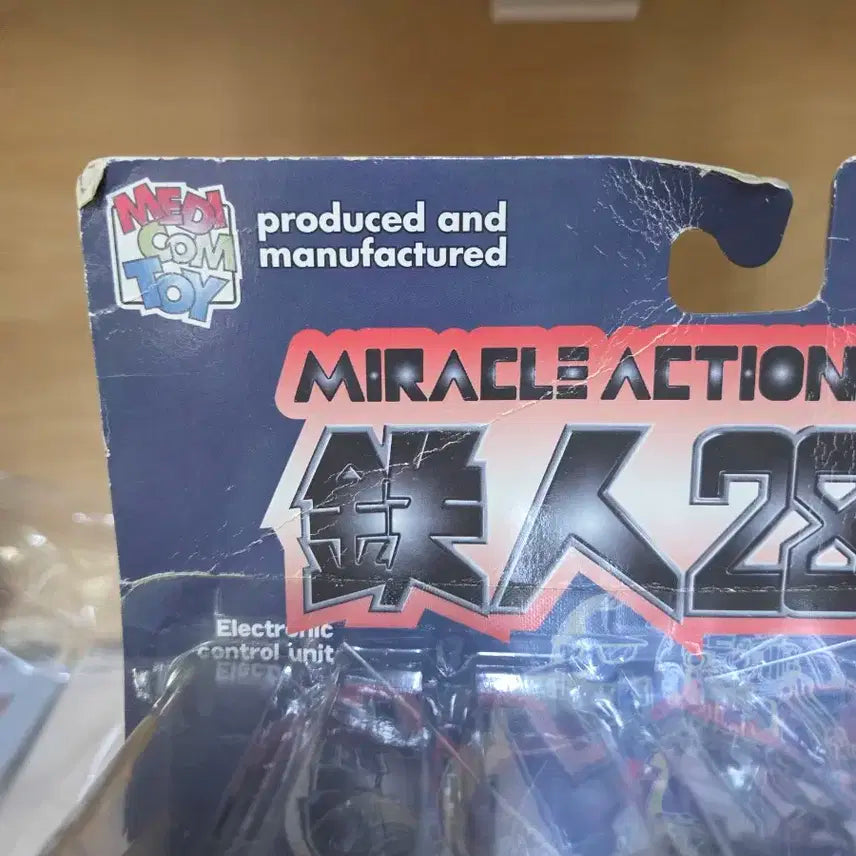 MEDI
COM
TOY
produced and
manufactured
MIRACLE ACTION
鉄人28
Electronic
control unit